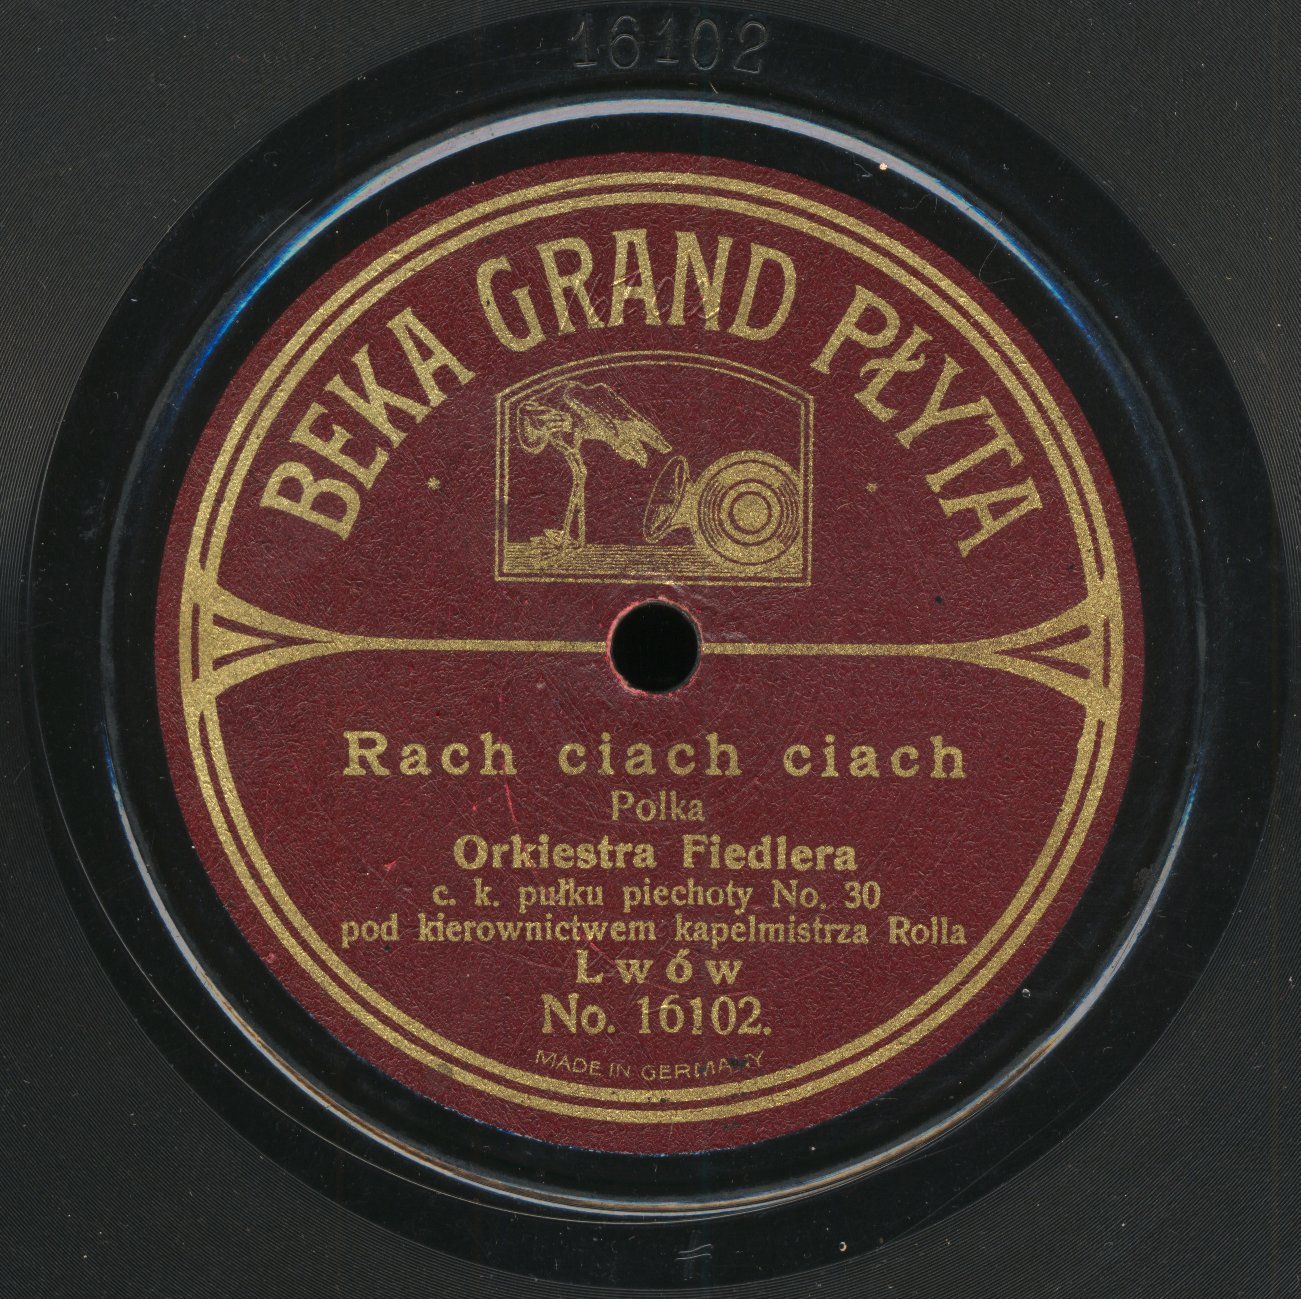 16102
BEKA GRAND PŁYTA
Rach ciach ciach
Polka
Orkiestra Fiedlera
c. k. pułku piechoty No. 30
pod kierownictwem kapelmistrza Rolla
Lwów
No. 16102.
MADE IN GERMANY